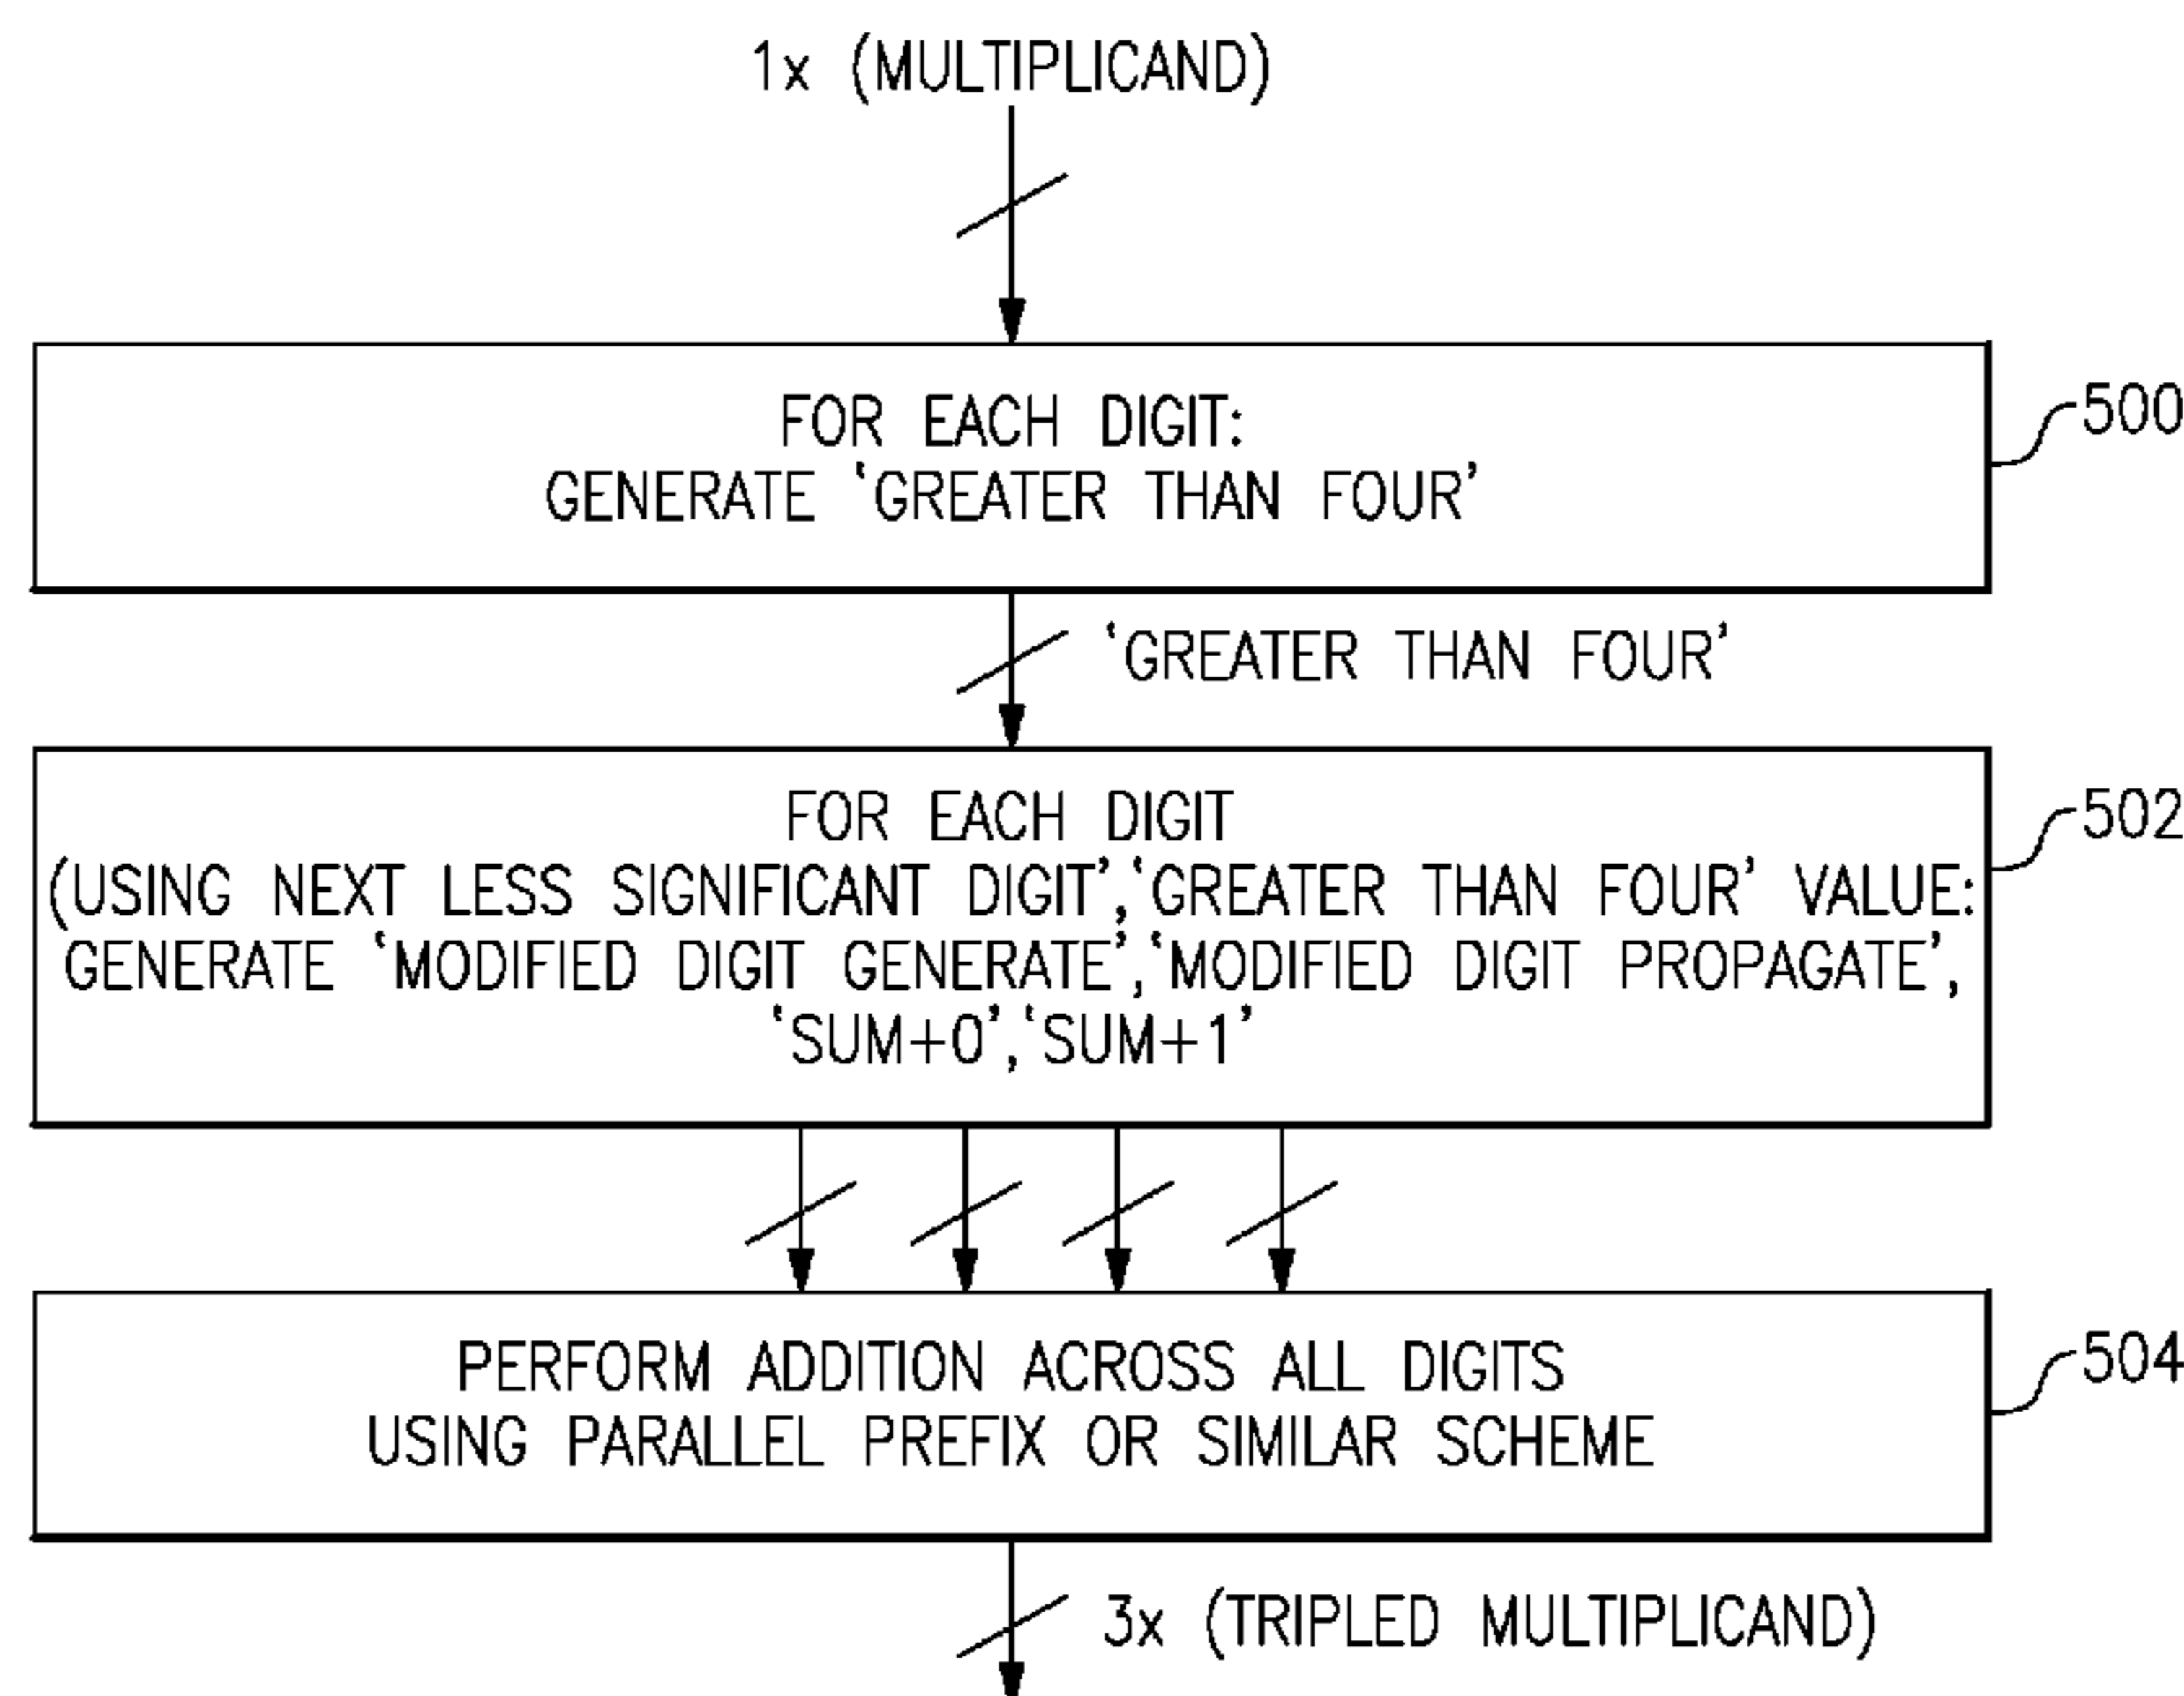 1x (MULTIPLICAND)
FOR EACH DIGIT:
GENERATE ‘GREATER THAN FOUR’
500
‘GREATER THAN FOUR’
FOR EACH DIGIT
(USING NEXT LESS SIGNIFICANT DIGIT’,‘GREATER THAN FOUR’ VALUE:
GENERATE ‘MODIFIED DIGIT GENERATE’,‘MODIFIED DIGIT PROPAGATE’,
‘SUM+0’,‘SUM+1’
502
PERFORM ADDITION ACROSS ALL DIGITS
USING PARALLEL PREFIX OR SIMILAR SCHEME
504
3x (TRIPLED MULTIPLICAND)